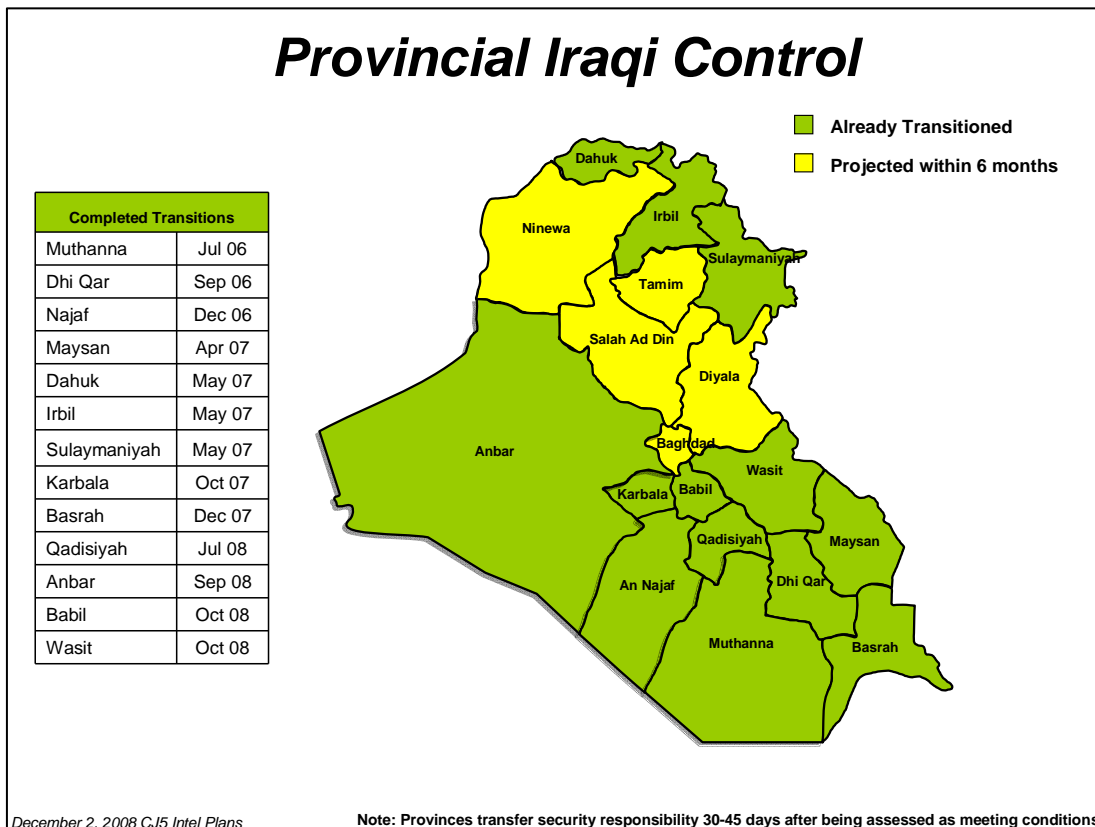 Provincial Iraqi Control
Already Transitioned
Projected within 6 months
Completed Transitions
Muthanna Jul 06
Dhi Qar Sep 06
Najaf Dec 06
Maysan Apr 07
Dahuk May 07
Irbil May 07
Sulaymaniyah May 07
Karbala Oct 07
Basrah Dec 07
Qadisiyah Jul 08
Anbar Sep 08
Babil Oct 08
Wasit Oct 08
Dahuk
Ninewa
Irbil
Sulaymaniyah
Tamim
Salah Ad Din
Diyala
Baghdad
Anbar
Wasit
Karbala
Babil
Qadisiyah
Maysan
An Najaf
Dhi Qar
Muthanna
Basrah
December 2, 2008 CJ5 Intel Plans
Note: Provinces transfer security responsibility 30-45 days after being assessed as meeting conditions